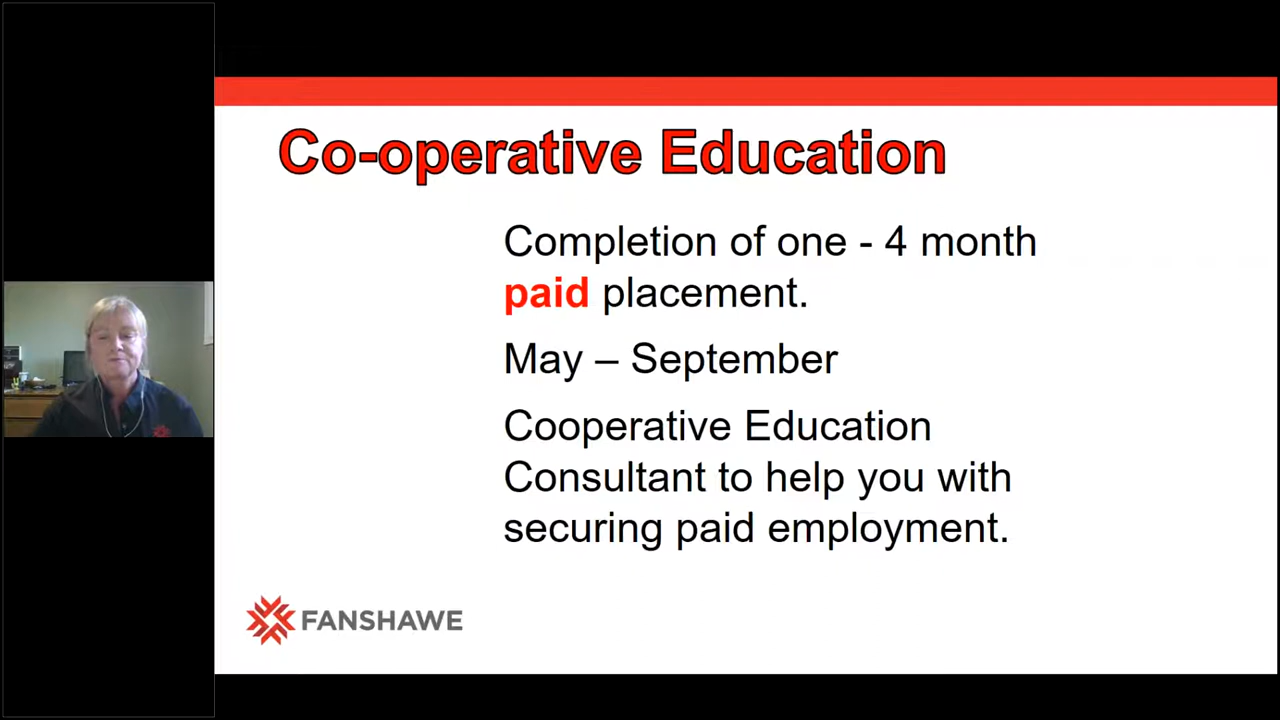 Co-operative Education
Completion of one - 4 month
paid placement.
May – September
Cooperative Education
Consultant to help you with
securing paid employment.
FANSHAWE